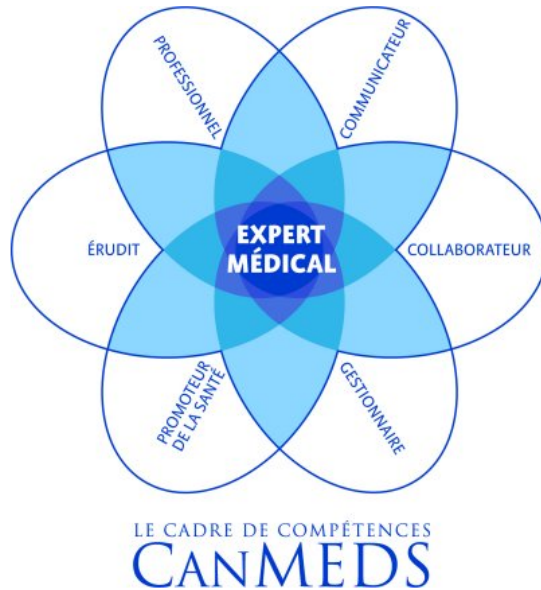 PROFESSIONNEL
COMMUNICATEUR
ÉRUDIT
EXPERT
MÉDICAL
COLLABORATEUR
PROMOTEUR
DE LA SANTÉ
GESTIONNAIRE
LE CADRE DE COMPÉTENCES
CANMEDS